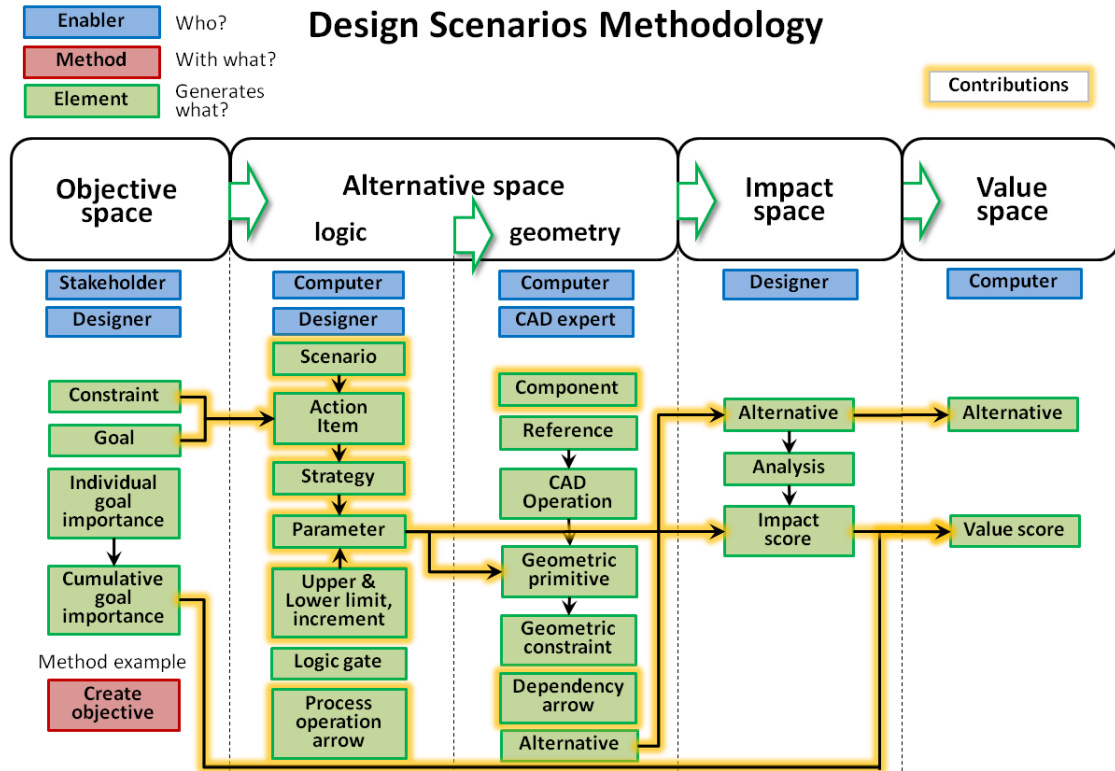 Design Scenarios Methodology
Enabler
Who?
Method
With what?
Element
Generates
what?
Contributions
Objective
space
Alternative space
logic
geometry
Impact
space
Value
space
Stakeholder
Designer
Constraint
Goal
Individual
goal
importance
Cumulative
goal
importance
Method example
Create
objective
Computer
Designer
Scenario
Action
Item
Strategy
Parameter
Upper &
Lower limit,
increment
Logic gate
Process
operation
arrow
Computer
CAD expert
Component
Reference
CAD
Operation
Geometric
primitive
Geometric
constraint
Dependency
arrow
Alternative
Designer
Alternative
Analysis
Impact
score
Computer
Alternative
Value score